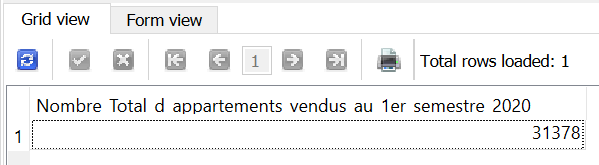 Grid view
Form view
1
Total rows loaded: 1
Nombre Total d appartements vendus au 1er semestre 2020
1
31378